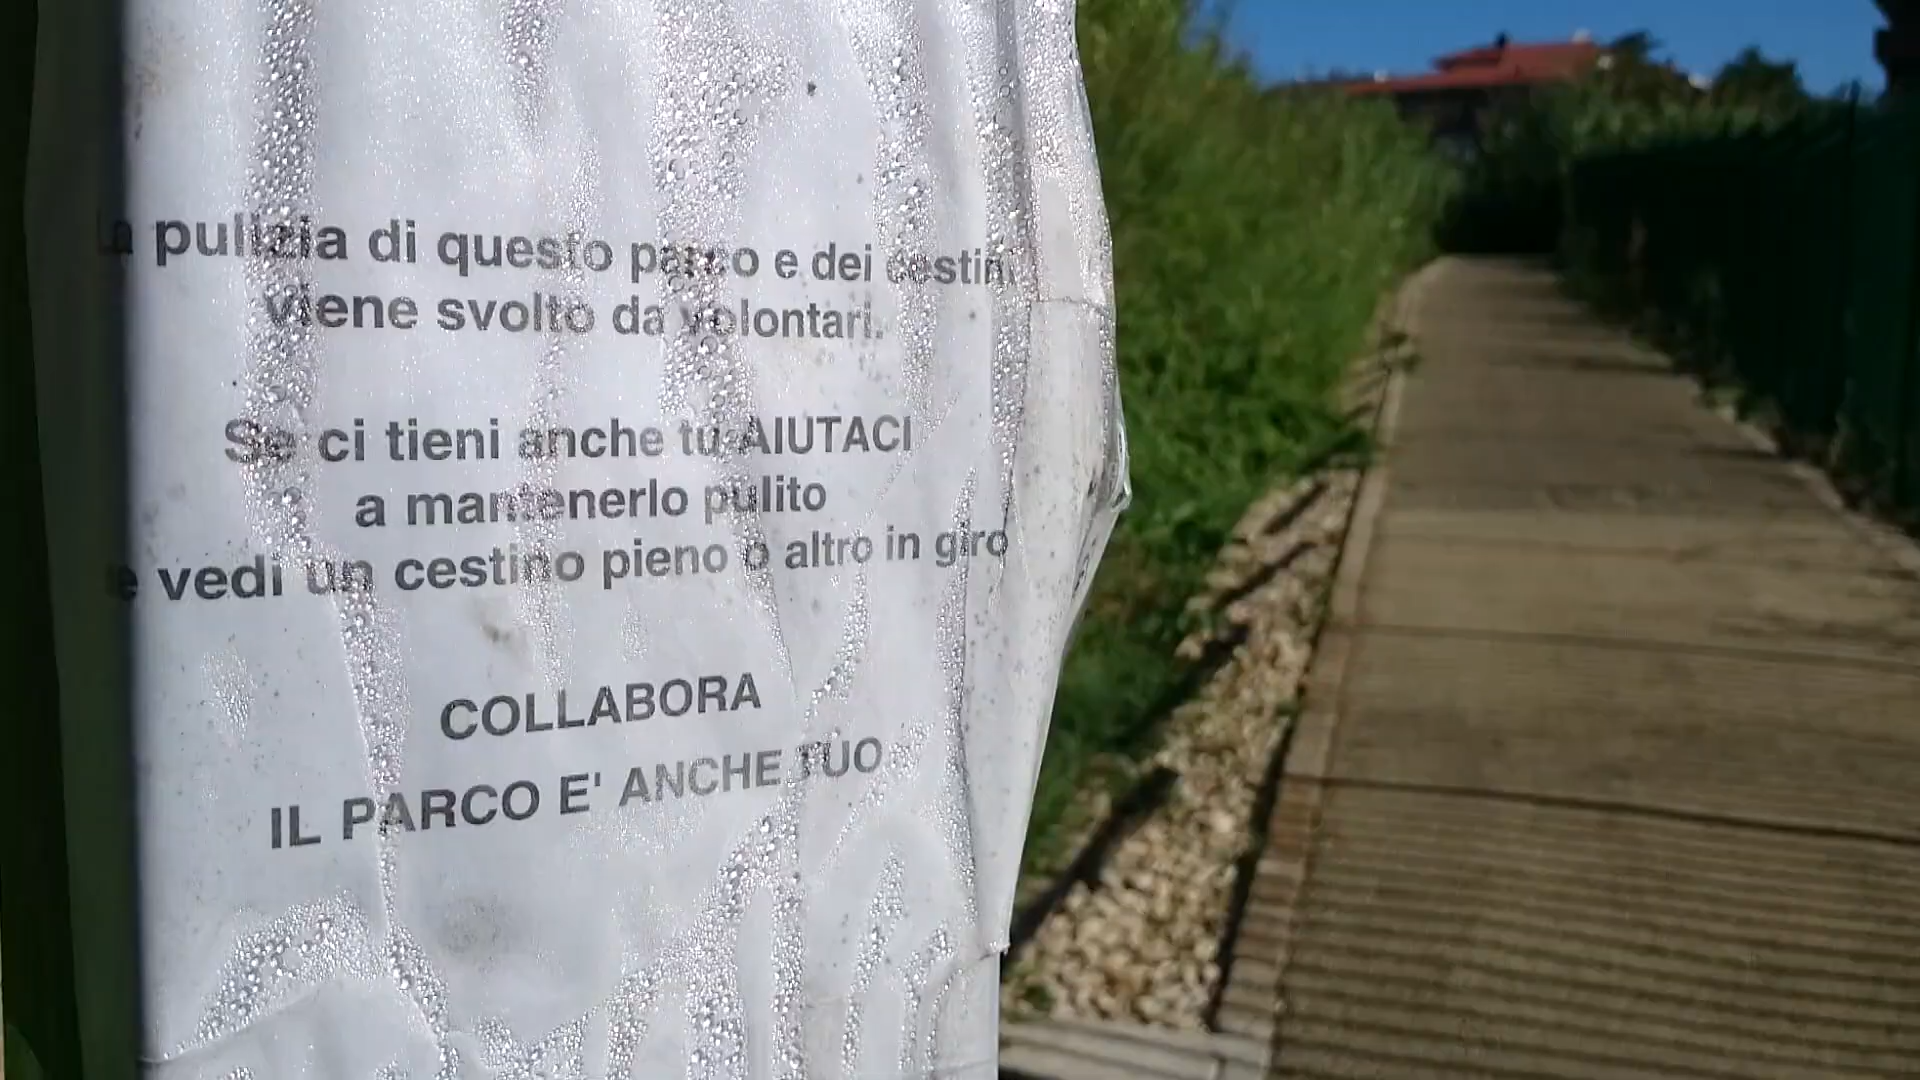 la pulizia di questo parco e dei cestini
viene svolto da volontari.
Se ci tieni anche tu AIUTACI
a mantenerlo pulito
e vedi un cestino pieno o altro in giro
COLLABORA
IL PARCO E' ANCHE TUO